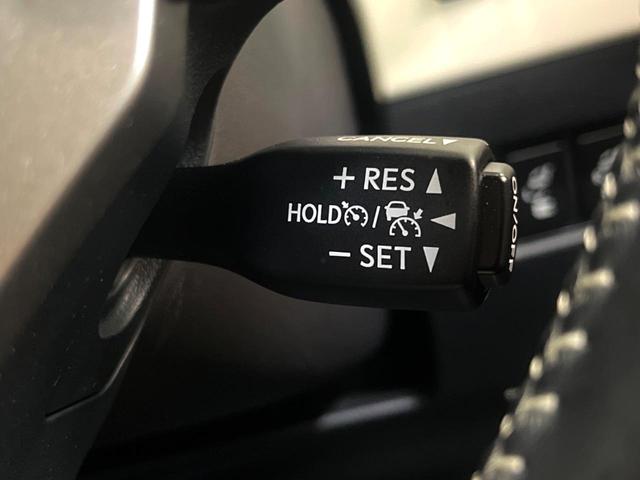 CANCEL▼
+ RES ▲
HOLD / ◀
− SET ▼
ON/OFF